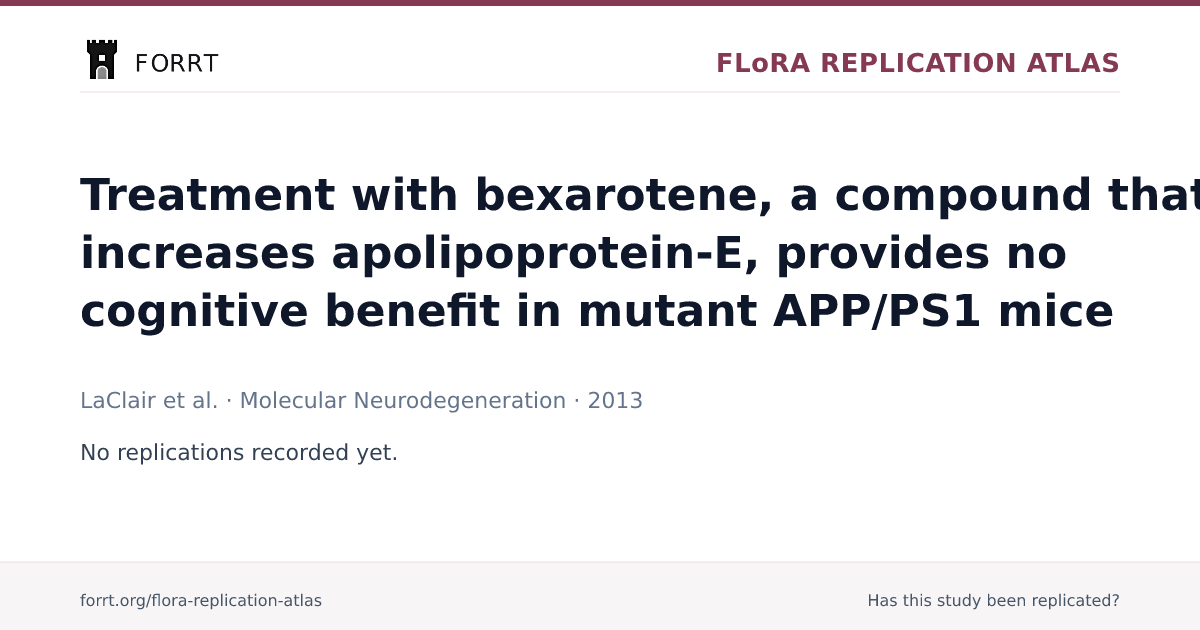 FORRT
FLoRA REPLICATION ATLAS
Treatment with bexarotene, a compound that
increases apolipoprotein-E, provides no
cognitive benefit in mutant APP/PS1 mice
LaClair et al. · Molecular Neurodegeneration · 2013
No replications recorded yet.
forrt.org/flora-replication-atlas
Has this study been replicated?